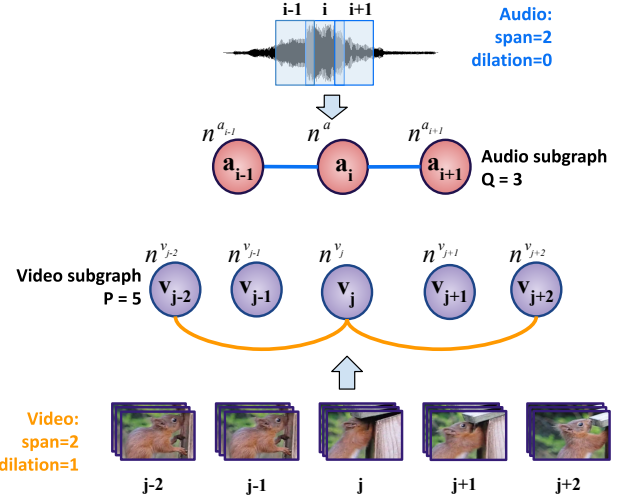 i-1 i i+1
Audio:
span=2
dilation=0
n^{a_{i-1}} n^{a} n^{a_{i+1}}
a_{i-1} a_i a_{i+1}
Audio subgraph
Q = 3
n^{v_{j-2}} n^{v_{j-1}} n^{v_j} n^{v_{j+1}} n^{v_{j+2}}
Video subgraph
P = 5
v_{j-2} v_{j-1} v_j v_{j+1} v_{j+2}
Video:
span=2
dilation=1
j-2 j-1 j j+1 j+2